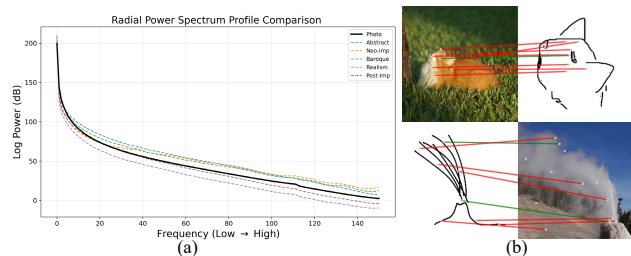 Radial Power Spectrum Profile Comparison
Log Power (dB)
200
150
100
50
0
Photo
Abstract
Neo-Imp
Baroque
Realism
Post-Imp
0
20
40
60
80
100
120
140
Frequency (Low → High)
(a)
(b)